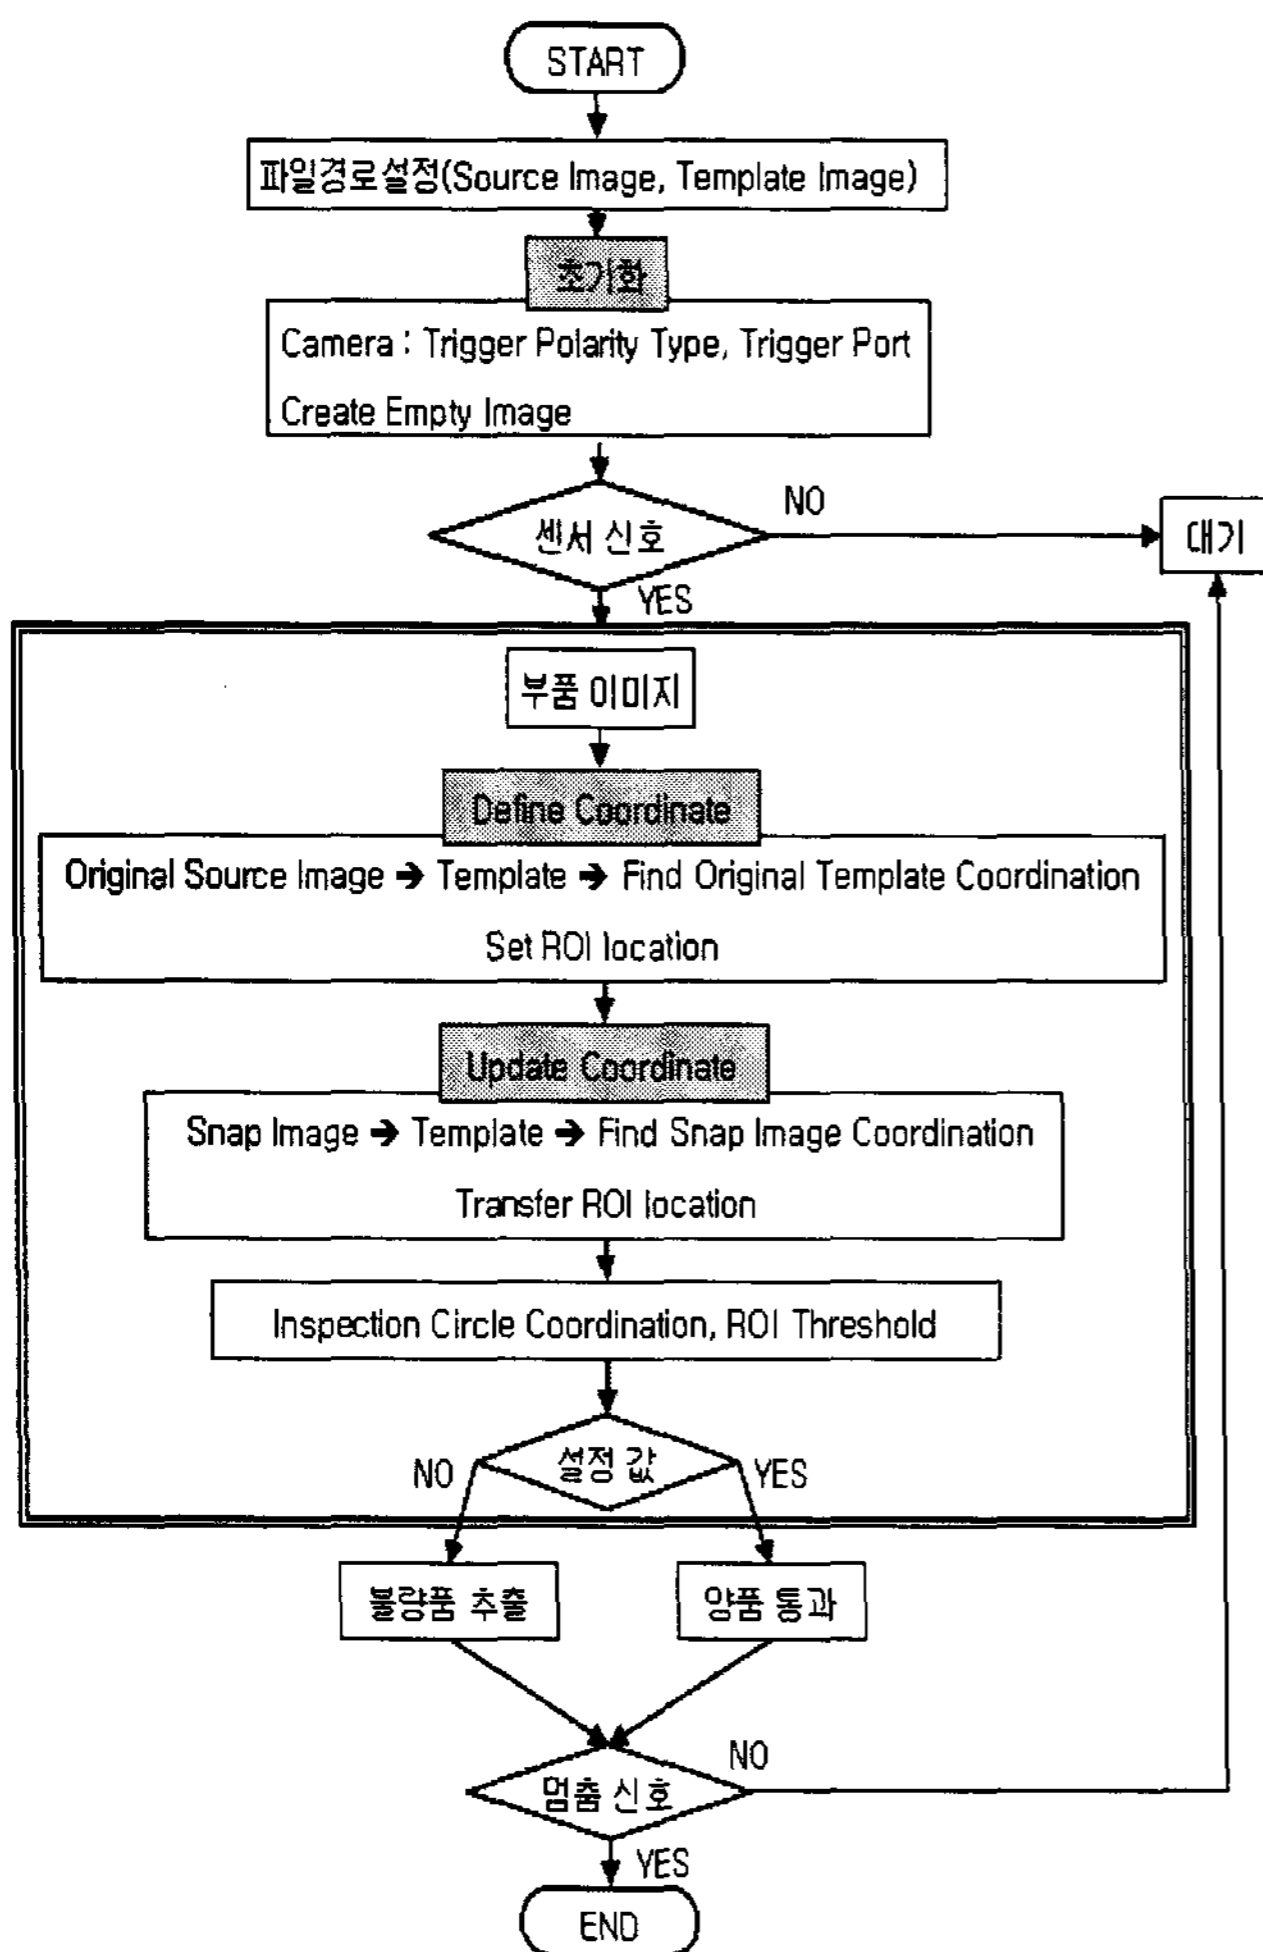 START
파일경로설정(Source Image, Template Image)
초기화
Camera : Trigger Polarity Type, Trigger Port
Create Empty Image
센서 신호
NO
대기
YES
부품 이미지
Define Coordinate
Original Source Image ➔ Template ➔ Find Original Template Coordination
Set ROI location
Update Coordinate
Snap Image ➔ Template ➔ Find Snap Image Coordination
Transfer ROI location
Inspection Circle Coordination, ROI Threshold
NO
설정 값
YES
불량품 추출
양품 통과
멈춤 신호
NO
YES
END